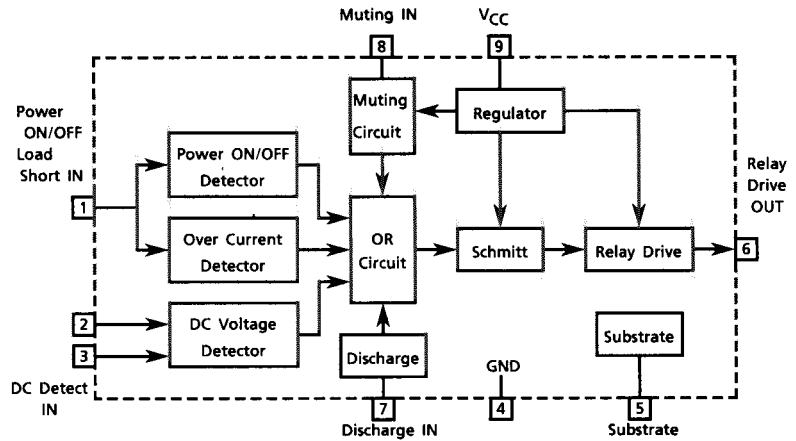 Muting IN
VCC
8
9
Power
ON/OFF
Load
Short IN
Muting
Circuit
Regulator
Power ON/OFF
Detector
1
Over Current
Detector
OR
Circuit
Schmitt
Relay Drive
Relay
Drive
OUT
6
2
3
DC Voltage
Detector
DC Detect
IN
Discharge
GND
Substrate
7
4
5
Discharge IN
Substrate